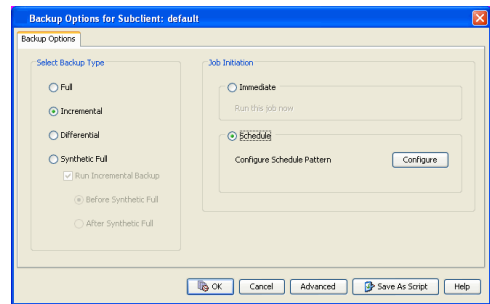 Backup Options for Subclient: default
Backup Options
Select Backup Type
Full
Incremental
Differential
Synthetic Full
Run Incremental Backup
Before Synthetic Full
After Synthetic Full
Job Initiation
Immediate
Run this job now
Schedule
Configure Schedule Pattern
Configure
OK
Cancel
Advanced
Save As Script
Help